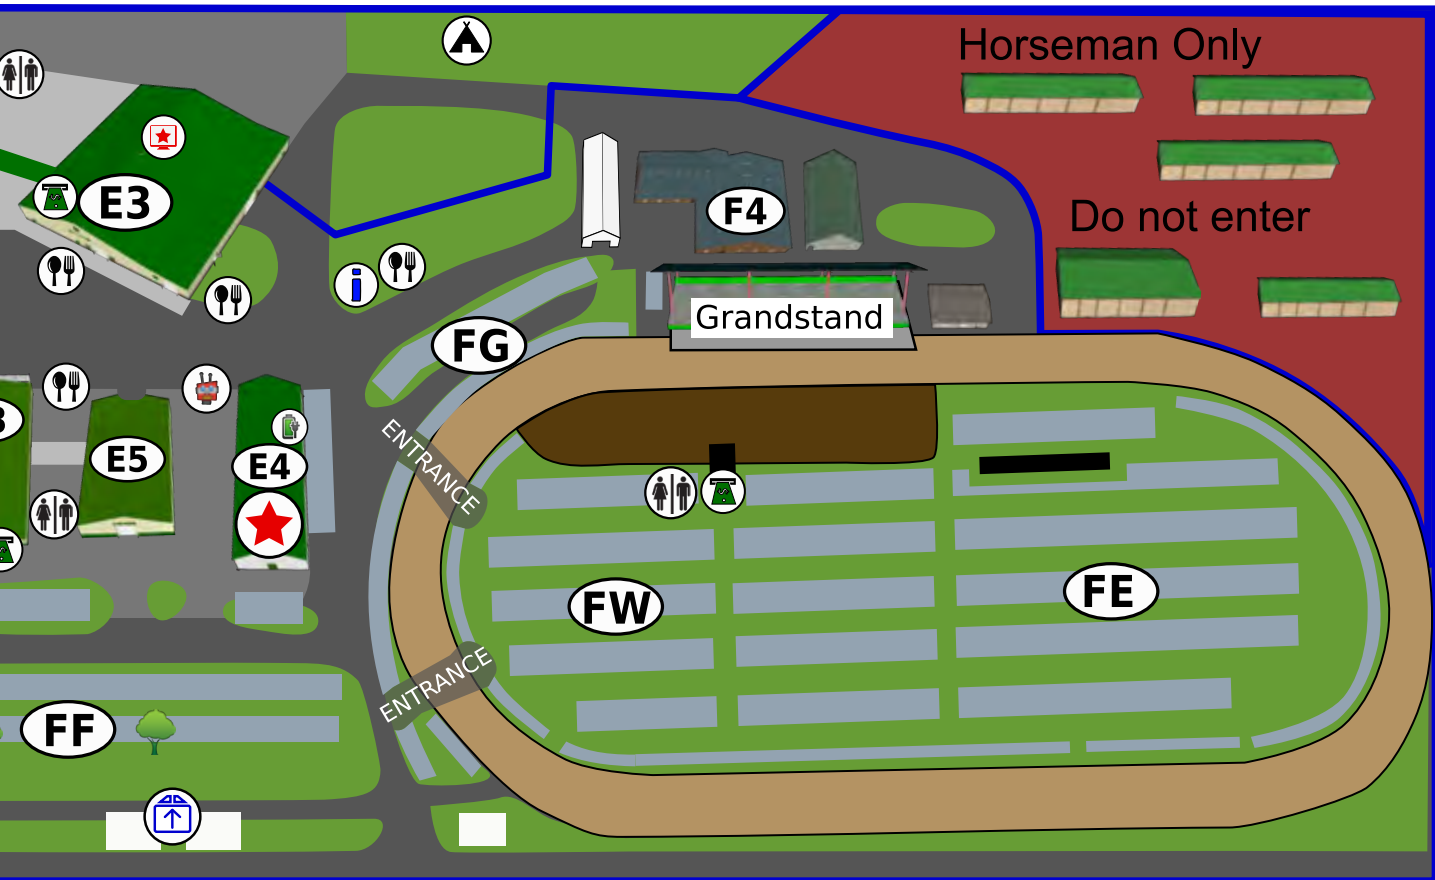 Horseman Only
E3
F4
Do not enter
Grandstand
FG
E5
E4
ENTRANCE
FW
FE
ENTRANCE
FF